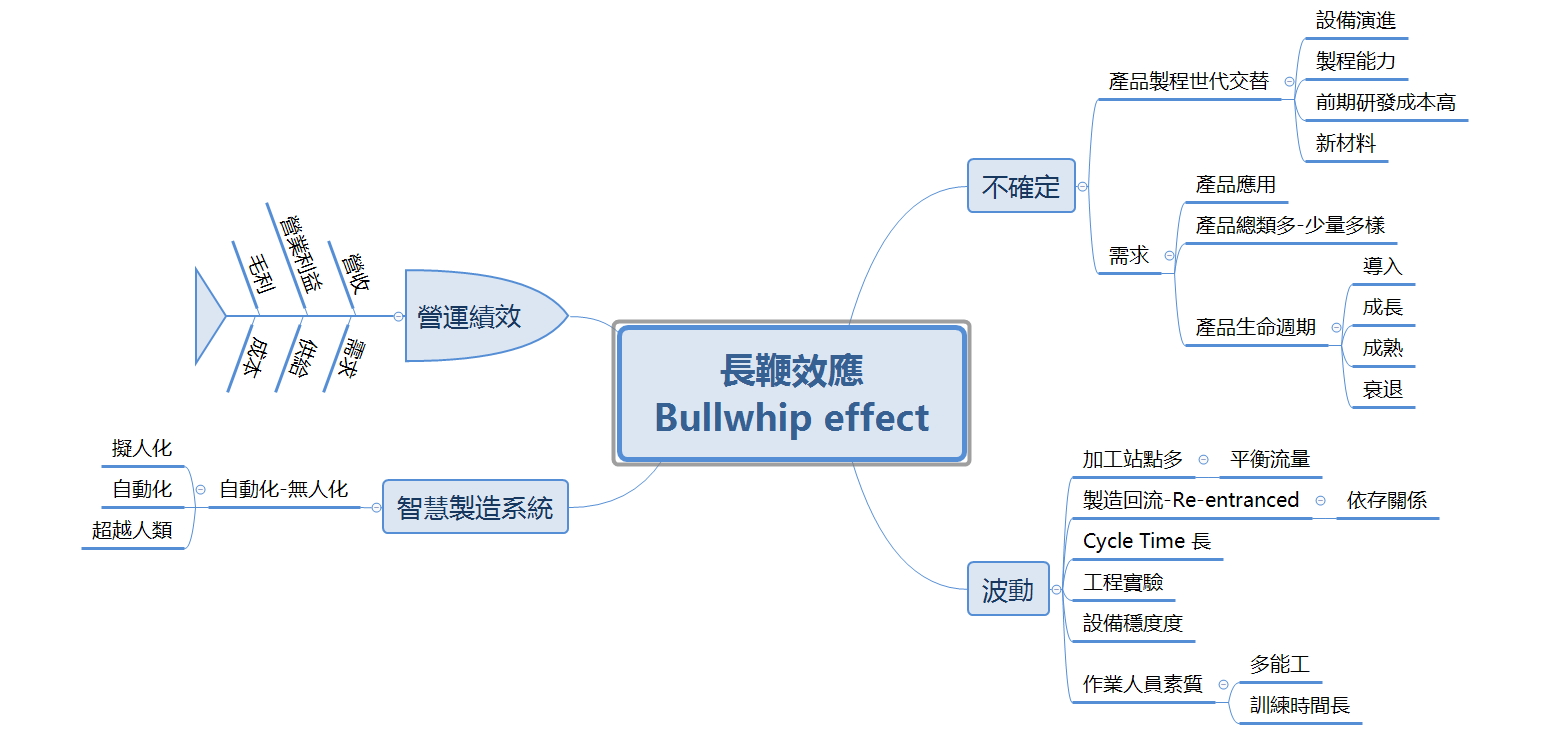 長鞭效應
Bullwhip effect
不確定
產品製程世代交替
設備演進
製程能力
前期研發成本高
新材料
需求
產品應用
產品總類多-少量多樣
產品生命週期
導入
成長
成熟
衰退
波動
加工站點多
平衡流量
製造回流-Re-entranced
依存關係
Cycle Time 長
工程實驗
設備穩度度
作業人員素質
多能工
訓練時間長
智慧製造系統
自動化-無人化
擬人化
自動化
超越人類
營運績效
營收
營業利益
毛利
需求
供給
成本